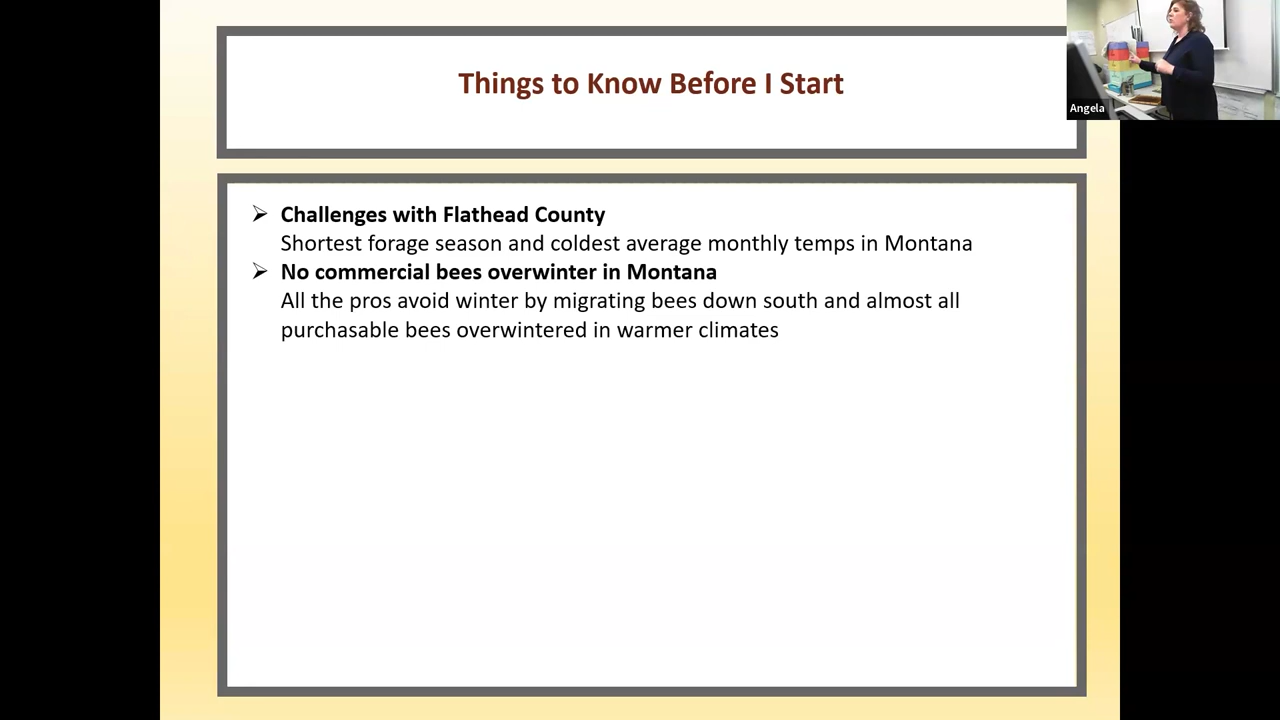 Things to Know Before I Start
Angela
➢ Challenges with Flathead County
Shortest forage season and coldest average monthly temps in Montana
➢ No commercial bees overwinter in Montana
All the pros avoid winter by migrating bees down south and almost all
purchasable bees overwintered in warmer climates